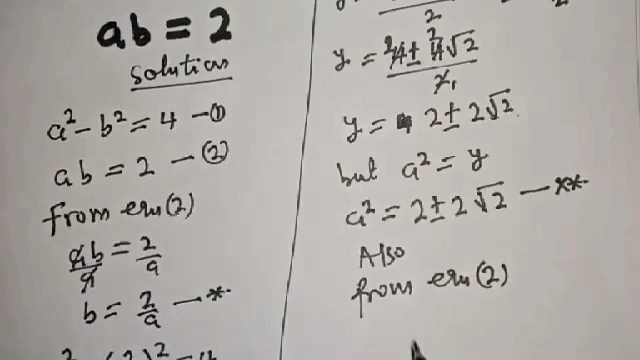 ab = 2
Solution
a² - b² = 4 — ①
ab = 2 — ②
from eqn(2)
ab/a = 2/a
b = 2/a — *
2
y = 4 ± 4√2 / 2
y = 2 ± 2√2
but a² = y
a² = 2 ± 2√2 — **
Also
from eqn(2)